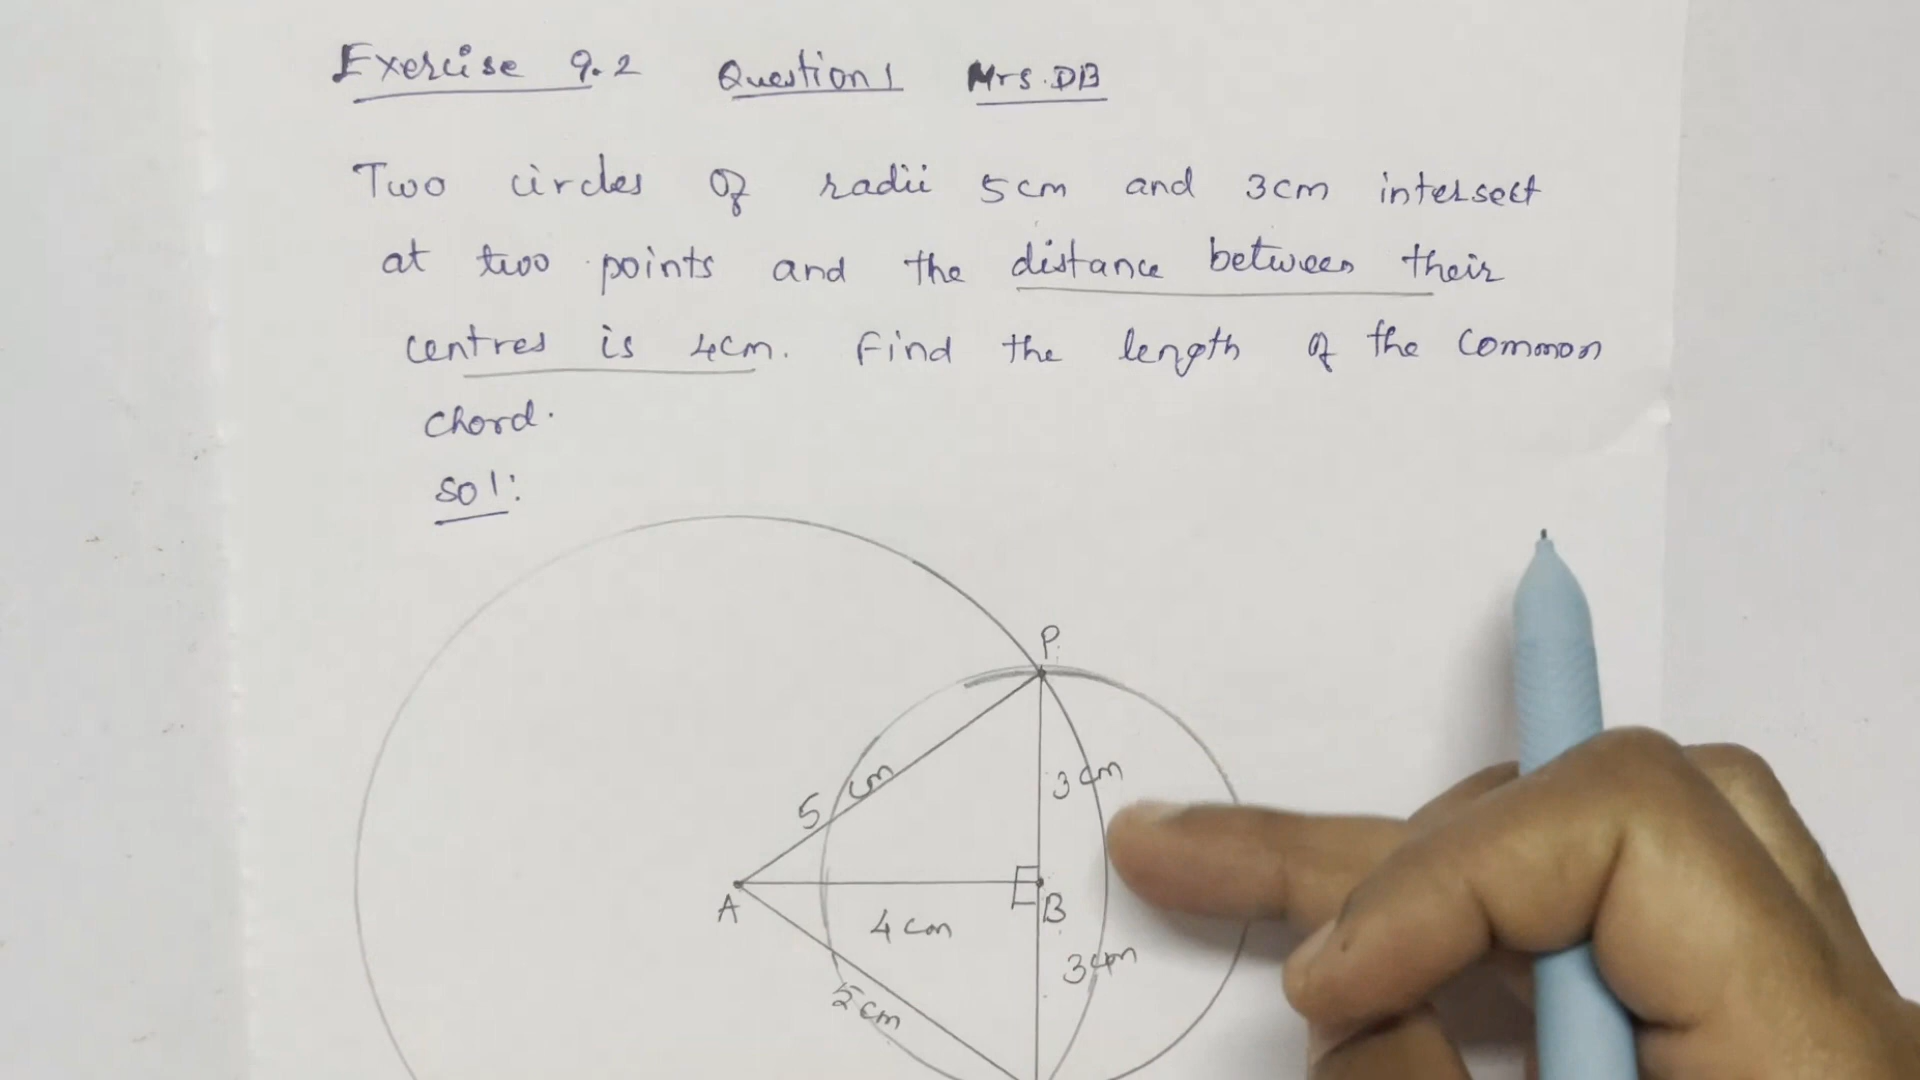 Exercise 9.2 Question 1 Mrs. DB
Two circles of radii 5cm and 3cm intersect
at two points and the distance between their
centres is 4cm. Find the length of the common
chord.
Sol:
P
5 cm
3 cm
A
B
4 cm
3 cm
5 cm